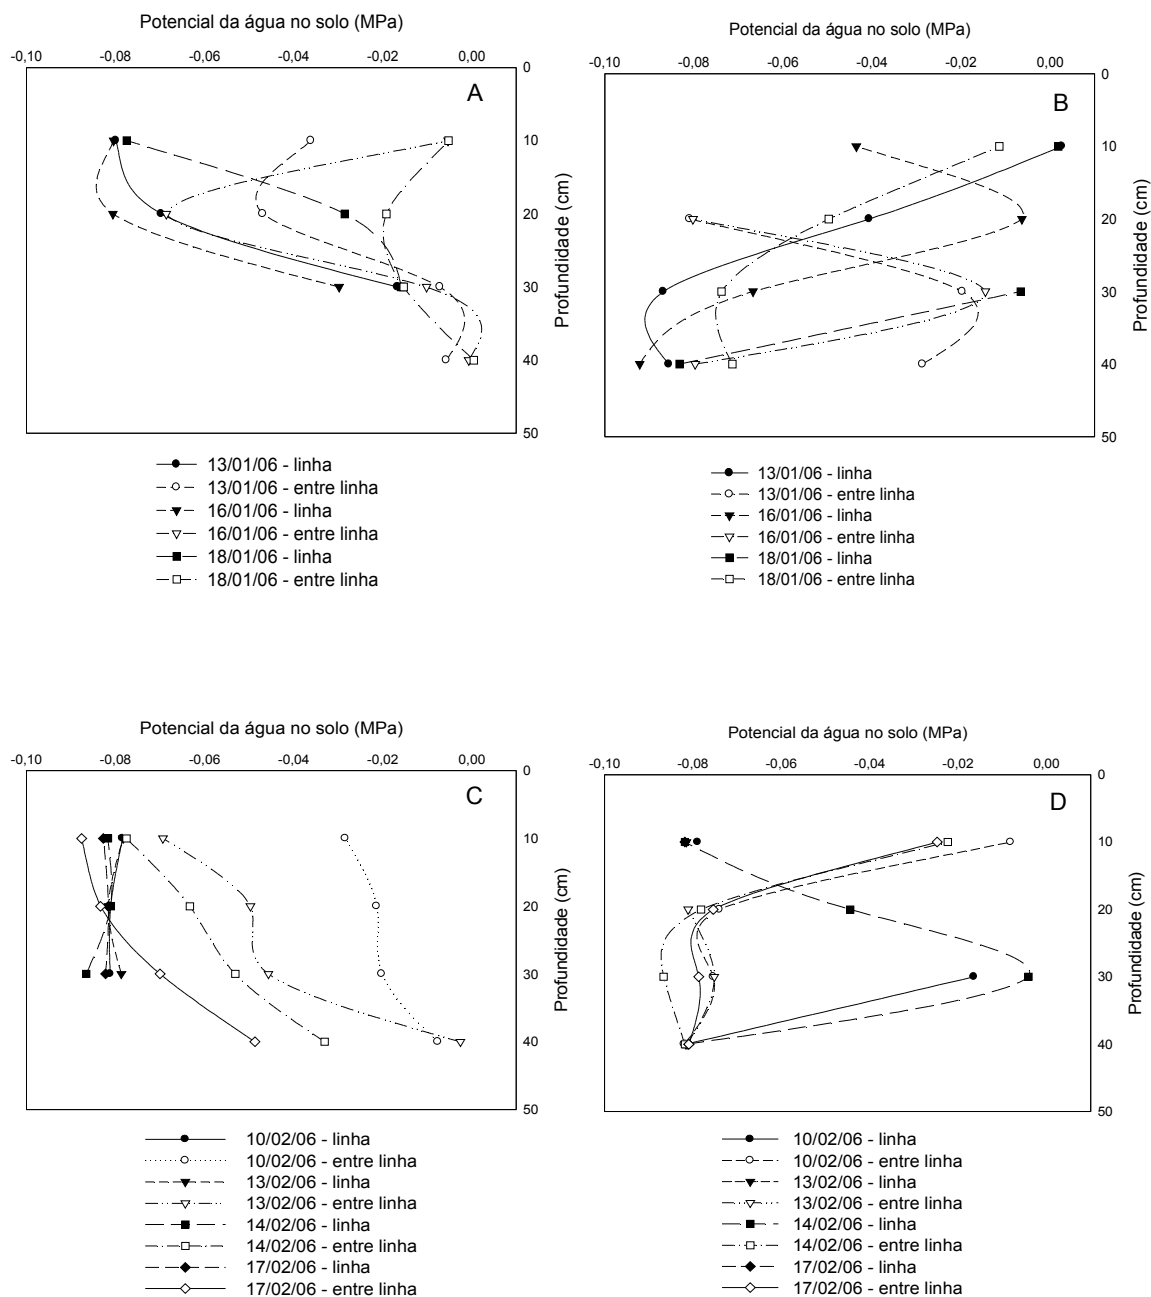 Potencial da água no solo (MPa)
-0,10 -0,08 -0,06 -0,04 -0,02 0,00
0
10
20
30
40
50
Profundidade (cm)
A
13/01/06 - linha
13/01/06 - entre linha
16/01/06 - linha
16/01/06 - entre linha
18/01/06 - linha
18/01/06 - entre linha
Potencial da água no solo (MPa)
-0,10 -0,08 -0,06 -0,04 -0,02 0,00
0
10
20
30
40
50
Profundidade (cm)
B
13/01/06 - linha
13/01/06 - entre linha
16/01/06 - linha
16/01/06 - entre linha
18/01/06 - linha
18/01/06 - entre linha
Potencial da água no solo (MPa)
-0,10 -0,08 -0,06 -0,04 -0,02 0,00
0
10
20
30
40
50
Profundidade (cm)
C
10/02/06 - linha
10/02/06 - entre linha
13/02/06 - linha
13/02/06 - entre linha
14/02/06 - linha
14/02/06 - entre linha
17/02/06 - linha
17/02/06 - entre linha
Potencial da água no solo (MPa)
-0,10 -0,08 -0,06 -0,04 -0,02 0,00
0
10
20
30
40
50
Profundidade (cm)
D
10/02/06 - linha
10/02/06 - entre linha
13/02/06 - linha
13/02/06 - entre linha
14/02/06 - linha
14/02/06 - entre linha
17/02/06 - linha
17/02/06 - entre linha